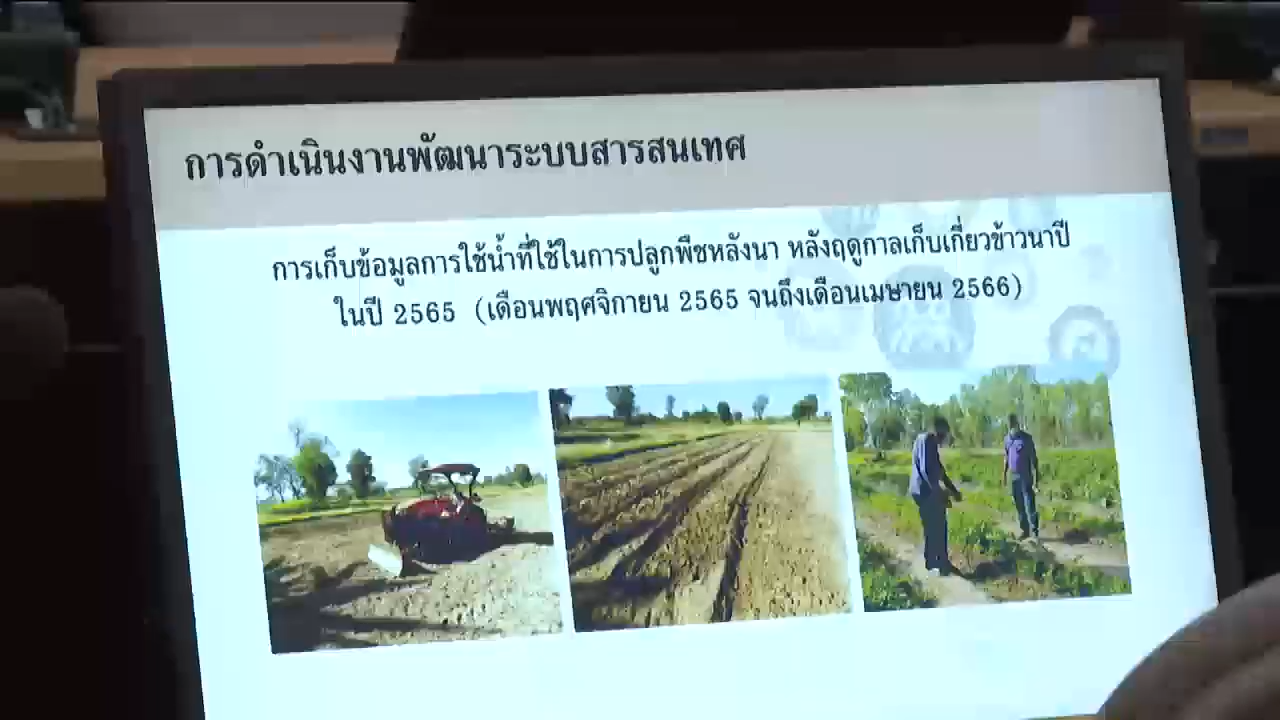 การดำเนินงานพัฒนาระบบสารสนเทศ
การเก็บข้อมูลการใช้น้ำที่ใช้ในการปลูกพืชหลังนา หลังฤดูกาลเก็บเกี่ยวข้าวนาปี
ในปี 2565 (เดือนพฤศจิกายน 2565 จนถึงเดือนเมษายน 2566)